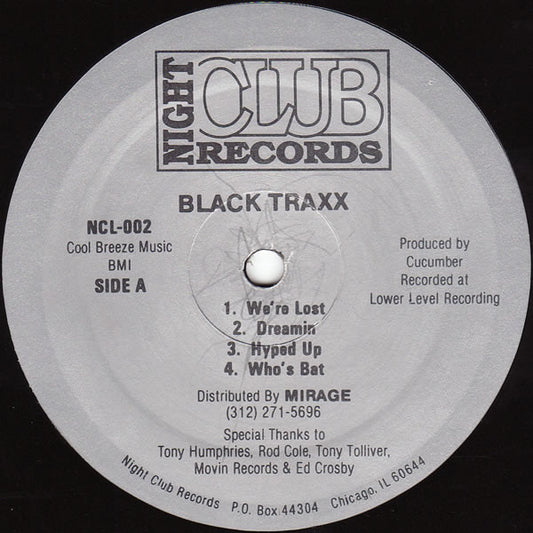 NIGHT CLUB
RECORDS
BLACK TRAXX
NCL-002
Cool Breeze Music
BMI
SIDE A
Produced by
Cucumber
Recorded at
Lower Level Recording
1. We're Lost
2. Dreamin
3. Hyped Up
4. Who's Bat
Distributed By MIRAGE
(312) 271-5696
Special Thanks to
Tony Humphries, Rod Cole, Tony Tolliver,
Movin Records & Ed Crosby
Night Club Records P.O. Box 44304 Chicago, IL 60644